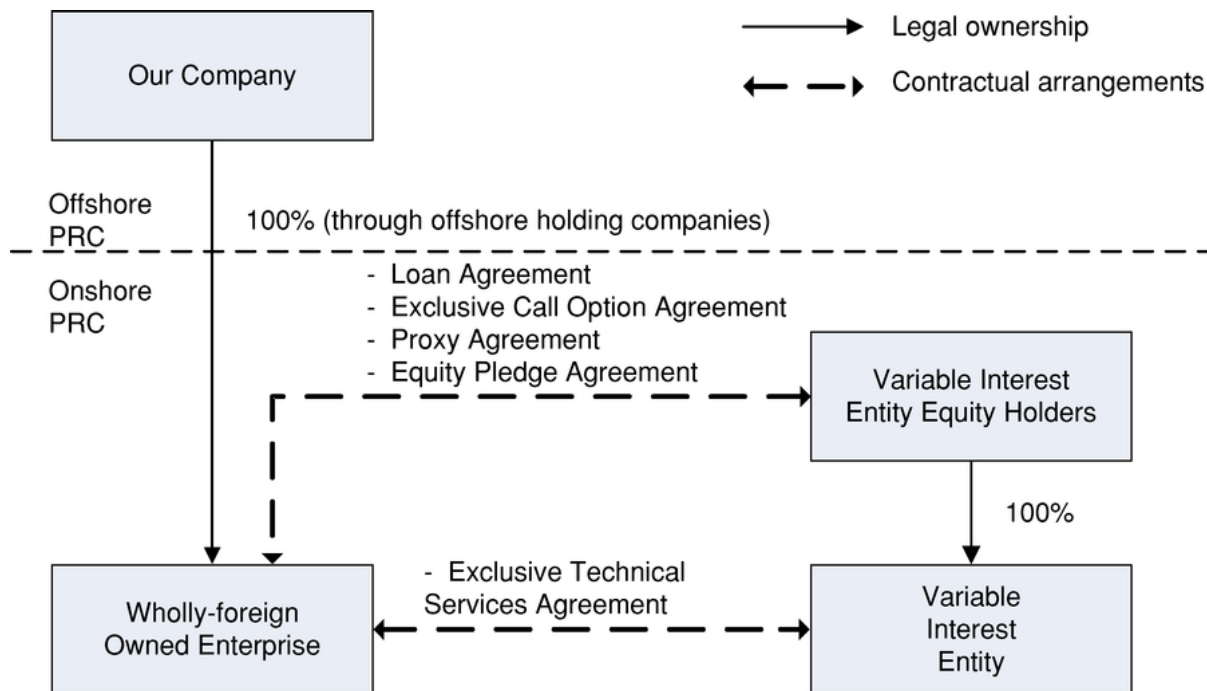 Our Company
Legal ownership
Contractual arrangements
Offshore
PRC
100% (through offshore holding companies)
Onshore
PRC
- Loan Agreement
- Exclusive Call Option Agreement
- Proxy Agreement
- Equity Pledge Agreement
Variable Interest
Entity Equity Holders
100%
- Exclusive Technical
Services Agreement
Wholly-foreign
Owned Enterprise
Variable
Interest
Entity